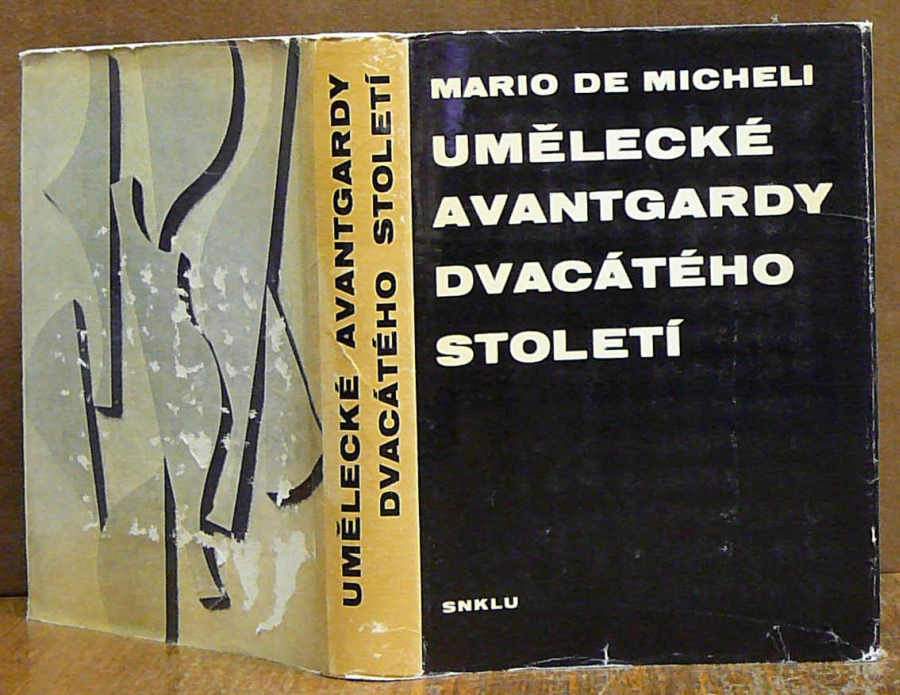 UMĚLECKÉ AVANTGARDY
DVACÁTÉHO STOLETÍ
MARIO DE MICHELI
UMĚLECKÉ
AVANTGARDY
DVACÁTÉHO
STOLETÍ
SNKLU